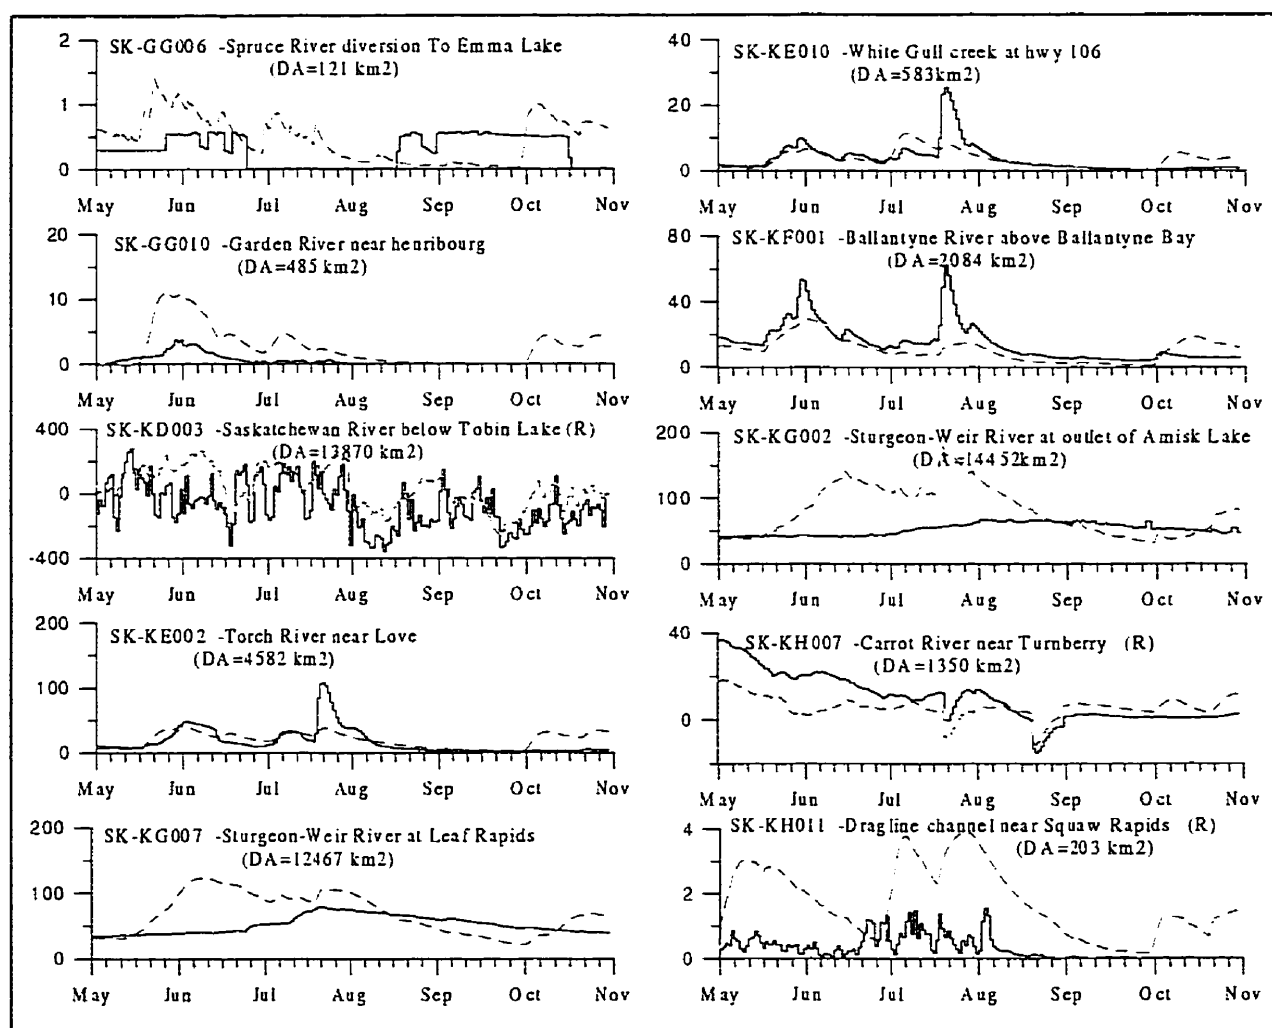 SK-GG006 -Spruce River diversion To Emma Lake
(DA=121 km2)
2
1
0
May Jun Jul Aug Sep Oct Nov
SK-GG010 -Garden River near henribourg
(DA=485 km2)
20
10
0
May Jun Jul Aug Sep Oct Nov
SK-KD003 -Saskatchewan River below Tobin Lake (R)
(DA=13870 km2)
400
0
-400
May Jun Jul Aug Sep Oct Nov
SK-KE002 -Torch River near Love
(DA=4582 km2)
200
100
0
May Jun Jul Aug Sep Oct Nov
SK-KG007 -Sturgeon-Weir River at Leaf Rapids
(DA=12467 km2)
200
100
0
May Jun Jul Aug Sep Oct Nov
SK-KE010 -White Gull creek at hwy 106
(DA=583km2)
40
20
0
May Jun Jul Aug Sep Oct Nov
SK-KF001 -Ballantyne River above Ballantyne Bay
(DA=2084 km2)
80
40
0
May Jun Jul Aug Sep Oct Nov
SK-KG002 -Sturgeon-Weir River at outlet of Amisk Lake
(DA=14452km2)
200
100
0
May Jun Jul Aug Sep Oct Nov
SK-KH007 -Carrot River near Turnberry (R)
(DA=1350 km2)
40
0
May Jun Jul Aug Sep Oct Nov
SK-KH011 -Dragline channel near Squaw Rapids (R)
(DA=203 km2)
4
2
0
May Jun Jul Aug Sep Oct Nov